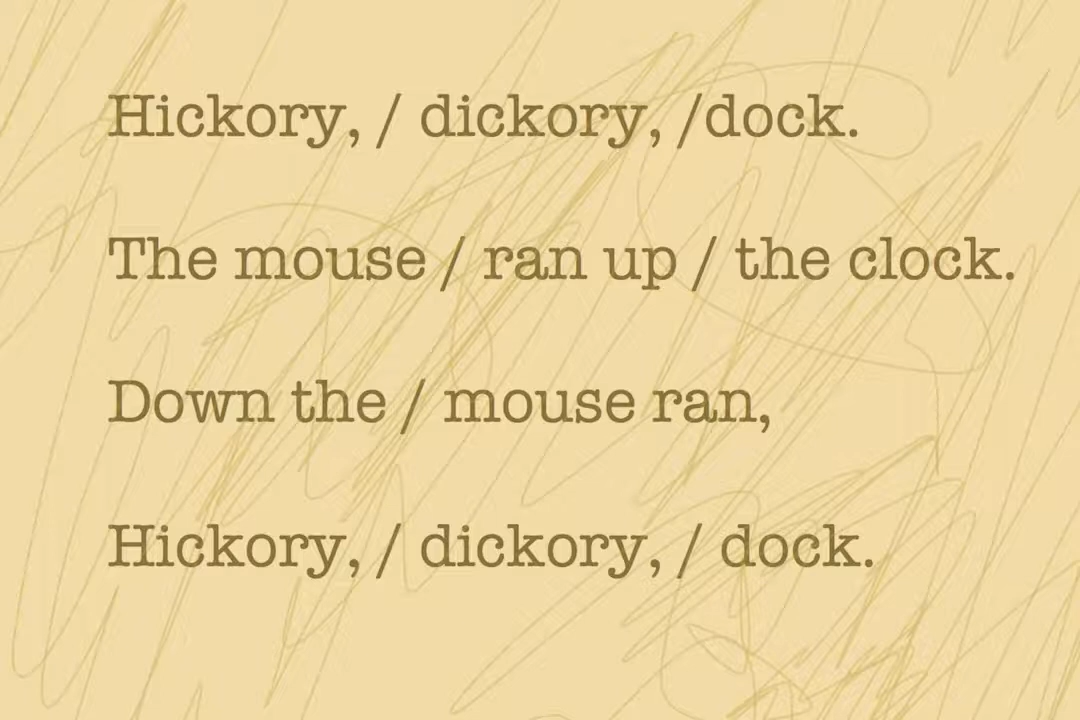 Hickory, / dickory, /dock.
The mouse / ran up / the clock.
Down the / mouse ran,
Hickory, / dickory, / dock.